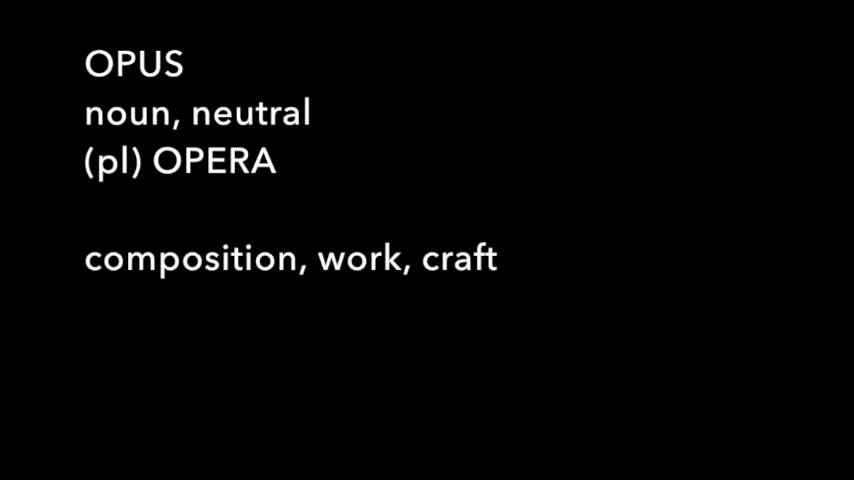 OPUS
noun, neutral
(pl) OPERA
composition, work, craft